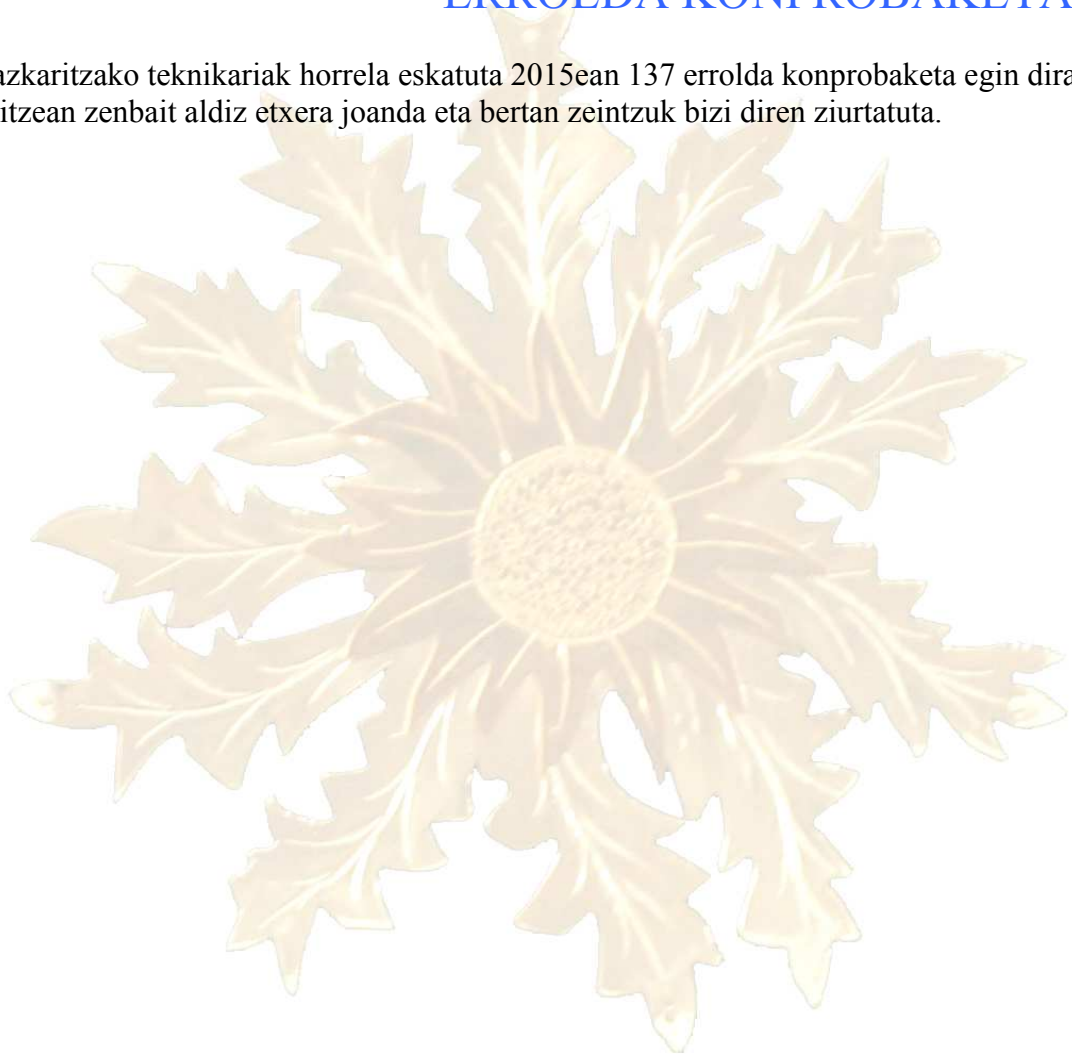 ERROLDA KONPROBAKETA
azkaritzako teknikariak horrela eskatuta 2015ean 137 errolda konprobaketa egin dira
itzean zenbait aldiz etxera joanda eta bertan zeintzuk bizi diren ziurtatuta.